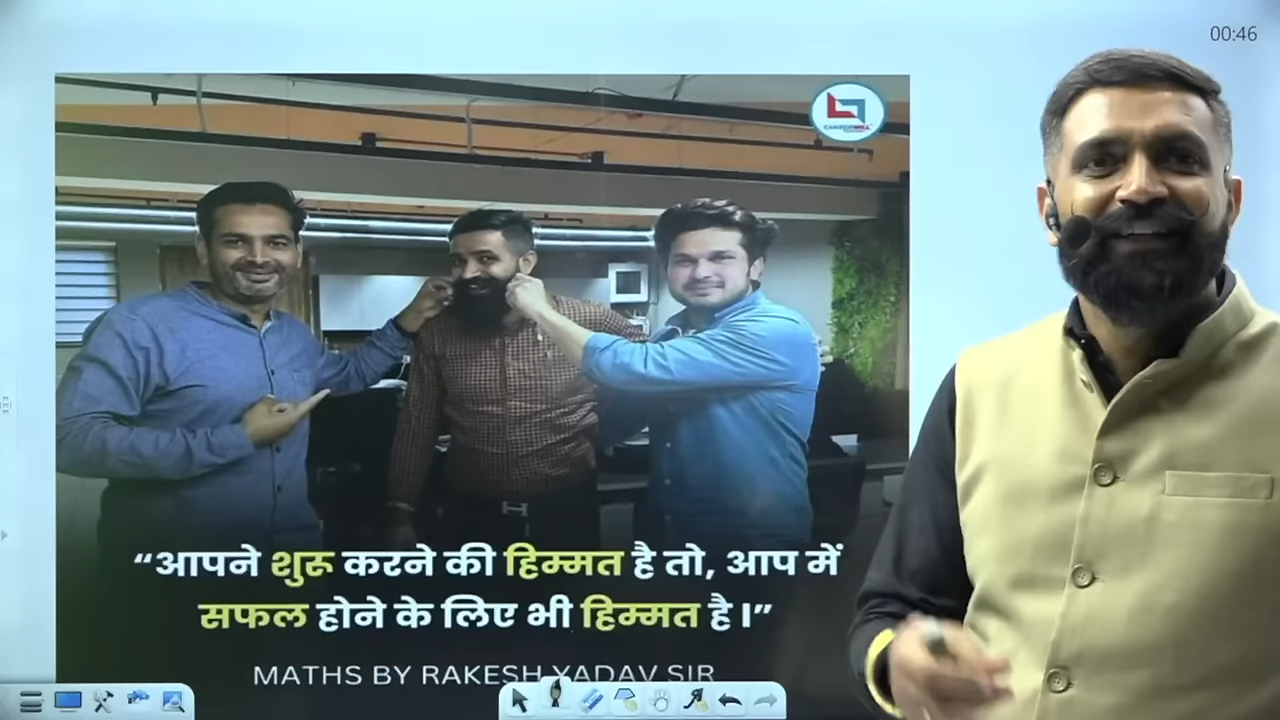 00:46
“आपने शुरू करने की हिम्मत है तो, आप में
सफल होने के लिए भी हिम्मत है।”
MATHS BY RAKESH YADAV SIR